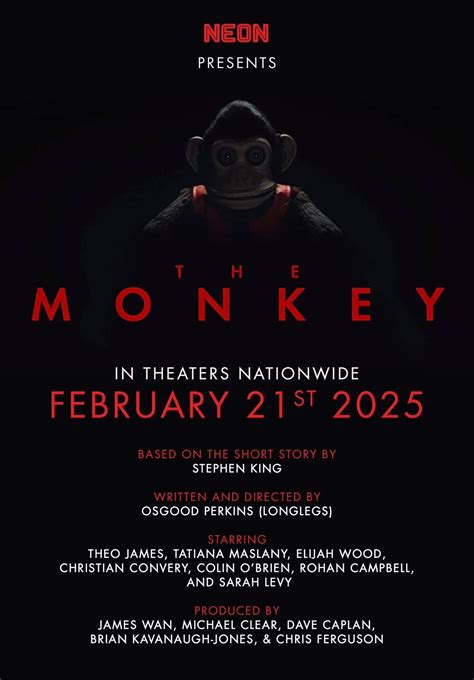 NEON
PRESENTS
THE
MONKEY
IN THEATERS NATIONWIDE
FEBRUARY 21ST 2025
BASED ON THE SHORT STORY BY
STEPHEN KING
WRITTEN AND DIRECTED BY
OSGOOD PERKINS (LONGLEGS)
STARRING
THEO JAMES, TATIANA MASLANY, ELIJAH WOOD,
CHRISTIAN CONVERY, COLIN O'BRIEN, ROHAN CAMPBELL,
AND SARAH LEVY
PRODUCED BY
JAMES WAN, MICHAEL CLEAR, DAVE CAPLAN,
BRIAN KAVANAUGH-JONES, & CHRIS FERGUSON